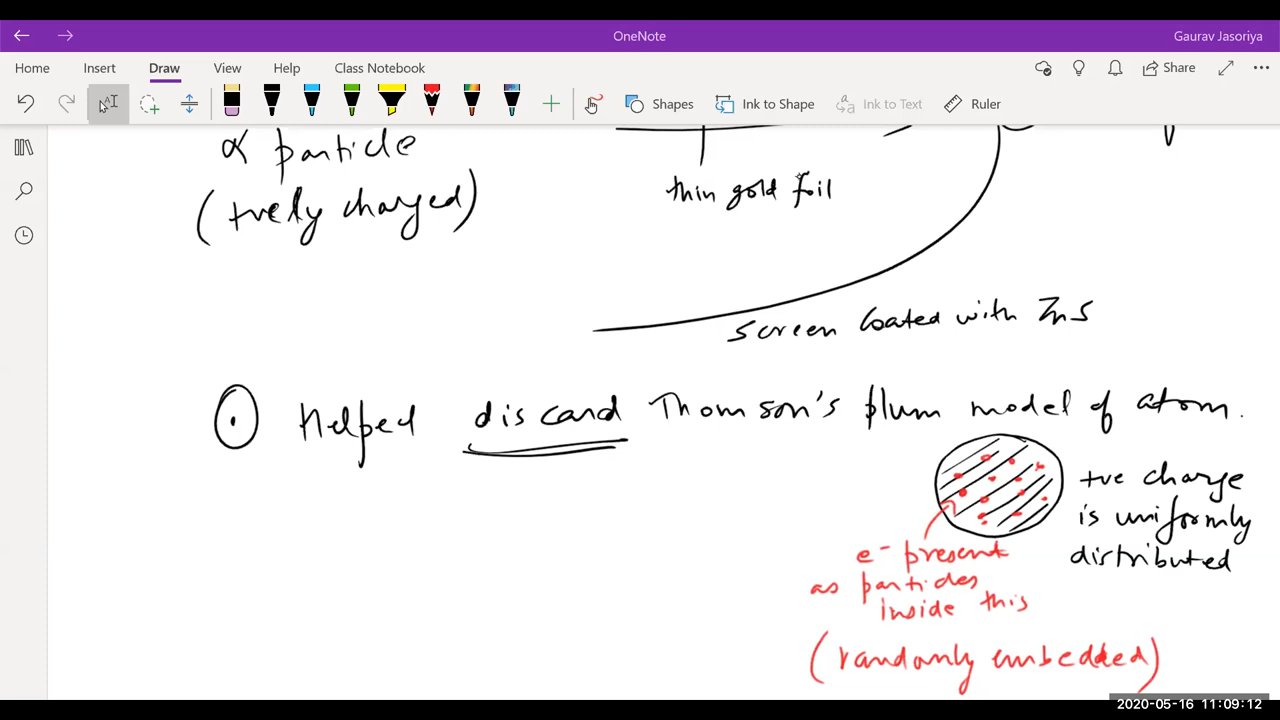 OneNote
Gaurav Jasoriya
Home Insert Draw View Help Class Notebook Share
Shapes Ink to Shape Ink to Text Ruler
α particle
(+vely charged)
thin gold foil
screen coated with ZnS
Helped discard Thomson's plum model of atom.
+ve charge
is uniformly
distributed
e- present
as particles
inside this
(randomly embedded)
2020-05-16 11:09:12